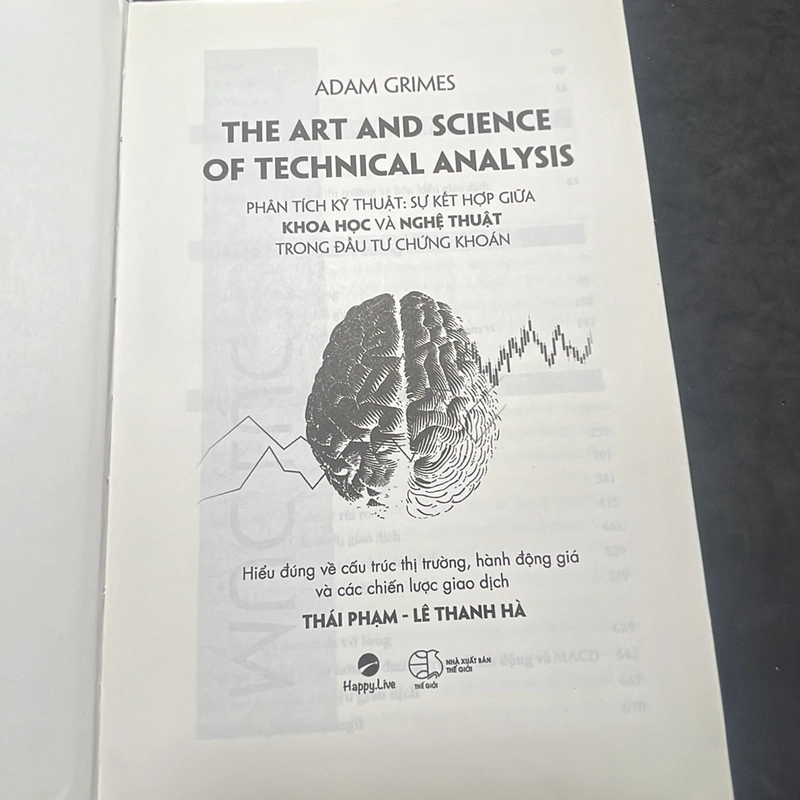 ADAM GRIMES
THE ART AND SCIENCE
OF TECHNICAL ANALYSIS
PHÂN TÍCH KỸ THUẬT: SỰ KẾT HỢP GIỮA
KHOA HỌC VÀ NGHỆ THUẬT
TRONG ĐẦU TƯ CHỨNG KHOÁN
Hiểu đúng về cấu trúc thị trường, hành động giá
và các chiến lược giao dịch
THÁI PHẠM - LÊ THANH HÀ
Happy.Live
THẾ GIỚI
NHÀ XUẤT BẢN
THẾ GIỚI